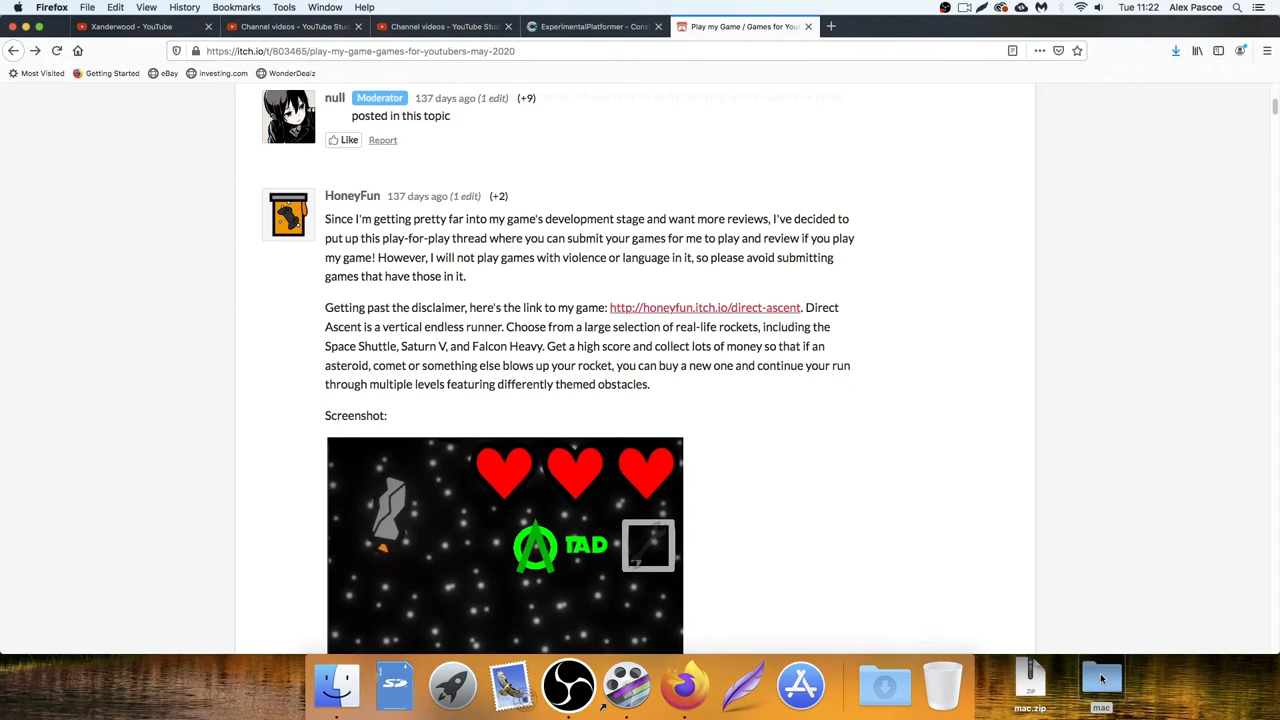 Firefox File Edit View History Bookmarks Tools Window Help Tue 11:22 Alex Pascoe
Xanderwood - YouTube Channel videos - YouTube Stu Channel videos - YouTube Stu ExperimentalPlatformer - Cons Play my Game / Games for You
https://itch.io/t/803465/play-my-game-games-for-youtubers-may-2020
Most Visited Getting Started eBay investing.com WonderDealz
null Moderator 137 days ago (1 edit) (+9)
posted in this topic
Like Report
HoneyFun 137 days ago (1 edit) (+2)
Since I'm getting pretty far into my game's development stage and want more reviews, I've decided to
put up this play-for-play thread where you can submit your games for me to play and review if you play
my game! However, I will not play games with violence or language in it, so please avoid submitting
games that have those in it.
Getting past the disclaimer, here's the link to my game: http://honeyfun.itch.io/direct-ascent. Direct
Ascent is a vertical endless runner. Choose from a large selection of real-life rockets, including the
Space Shuttle, Saturn V, and Falcon Heavy. Get a high score and collect lots of money so that if an
asteroid, comet or something else blows up your rocket, you can buy a new one and continue your run
through multiple levels featuring differently themed obstacles.
Screenshot:
TAD
SD
ZIP
mac.zip mac